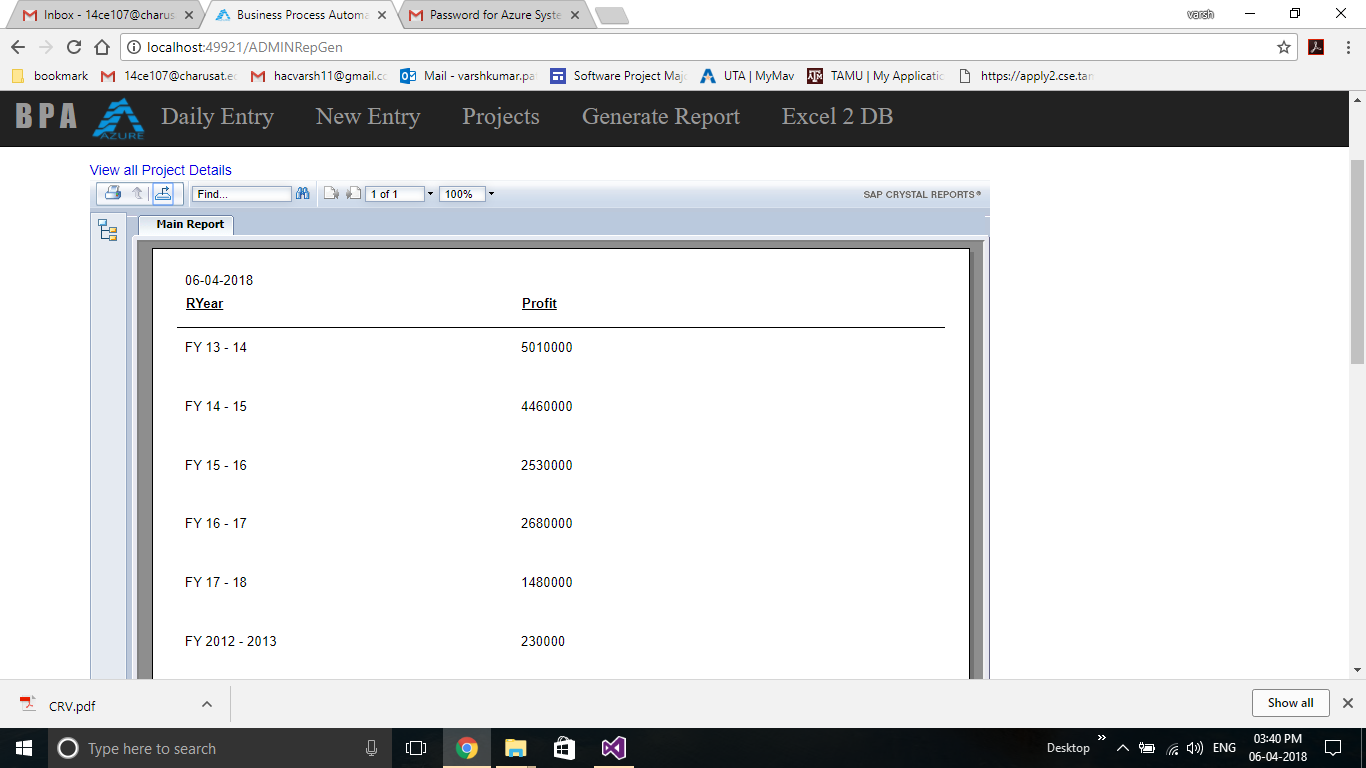 Inbox - 14ce107@charus
Business Process Automa
Password for Azure Syste
varsh
localhost:49921/ADMINRepGen
bookmark
14ce107@charusat.ec
hacvarsh11@gmail.cc
Mail - varshkumar.pa
Software Project Majo
UTA | MyMav
TAMU | My Applicatic
https://apply2.cse.tan
BPA
AZURE
Daily Entry
New Entry
Projects
Generate Report
Excel 2 DB
View all Project Details
Find...
1 of 1
100%
SAP CRYSTAL REPORTS®
Main Report
06-04-2018
RYear Profit
FY 13 - 14 5010000
FY 14 - 15 4460000
FY 15 - 16 2530000
FY 16 - 17 2680000
FY 17 - 18 1480000
FY 2012 - 2013 230000
CRV.pdf
Show all
Type here to search
Desktop
ENG
03:40 PM
06-04-2018